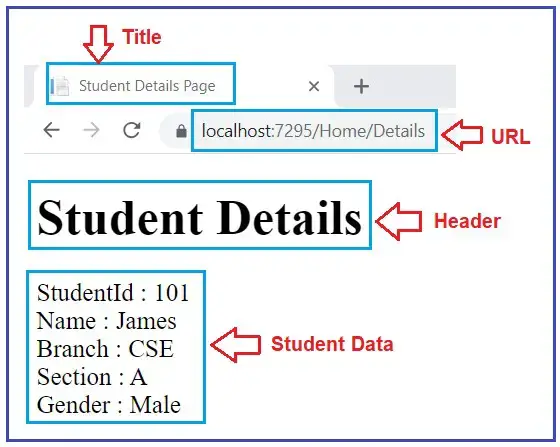 Title
Student Details Page
localhost:7295/Home/Details
URL
Student Details
Header
StudentId : 101
Name : James
Branch : CSE
Student Data
Section : A
Gender : Male